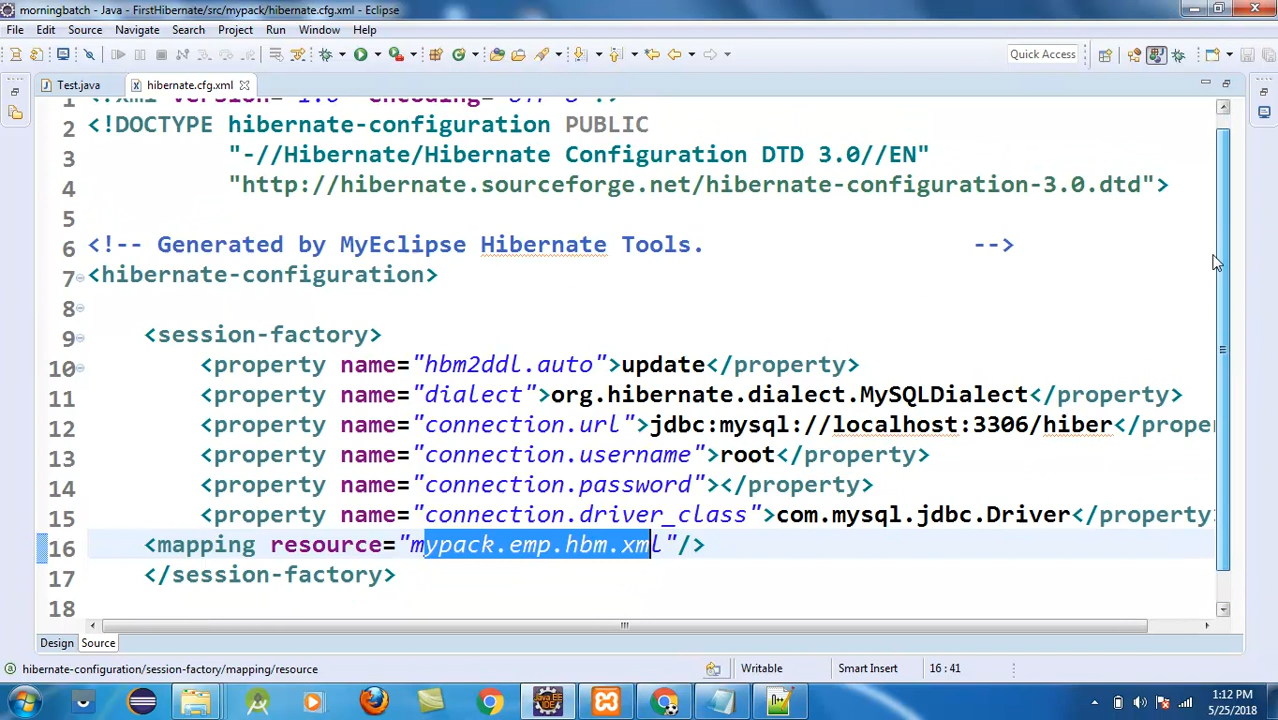 morningbatch - Java - FirstHibernate/src/mypack/hibernate.cfg.xml - Eclipse
File Edit Source Navigate Search Project Run Window Help
Quick Access
Test.java hibernate.cfg.xml
2 <!DOCTYPE hibernate-configuration PUBLIC
3 "-//Hibernate/Hibernate Configuration DTD 3.0//EN"
4 "http://hibernate.sourceforge.net/hibernate-configuration-3.0.dtd">
5
6 <!-- Generated by MyEclipse Hibernate Tools. -->
7 <hibernate-configuration>
8
9 <session-factory>
10 <property name="hbm2ddl.auto">update</property>
11 <property name="dialect">org.hibernate.dialect.MySQLDialect</property>
12 <property name="connection.url">jdbc:mysql://localhost:3306/hiber</proper
13 <property name="connection.username">root</property>
14 <property name="connection.password"></property>
15 <property name="connection.driver_class">com.mysql.jdbc.Driver</property>
16 <mapping resource="mypack.emp.hbm.xml"/>
17 </session-factory>
18
Design Source
hibernate-configuration/session-factory/mapping/resource Writable Smart Insert 16 : 41
1:12 PM
5/25/2018